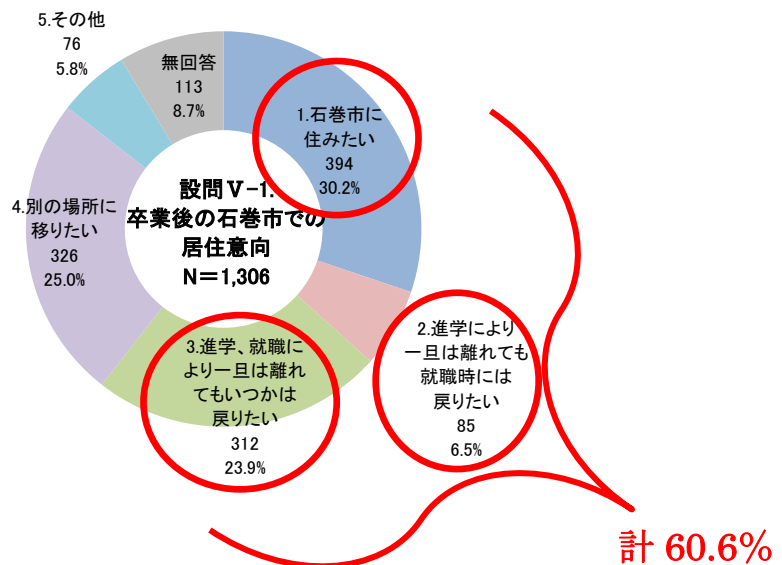 5.その他
76
5.8%
無回答
113
8.7%
1.石巻市に
住みたい
394
30.2%
設問Ⅴ-1.
卒業後の石巻市での
居住意向
N＝1,306
4.別の場所に
移りたい
326
25.0%
2.進学により
一旦は離れても
就職時には
戻りたい
85
6.5%
3.進学、就職に
より一旦は離れ
てもいつかは
戻りたい
312
23.9%
計 60.6%